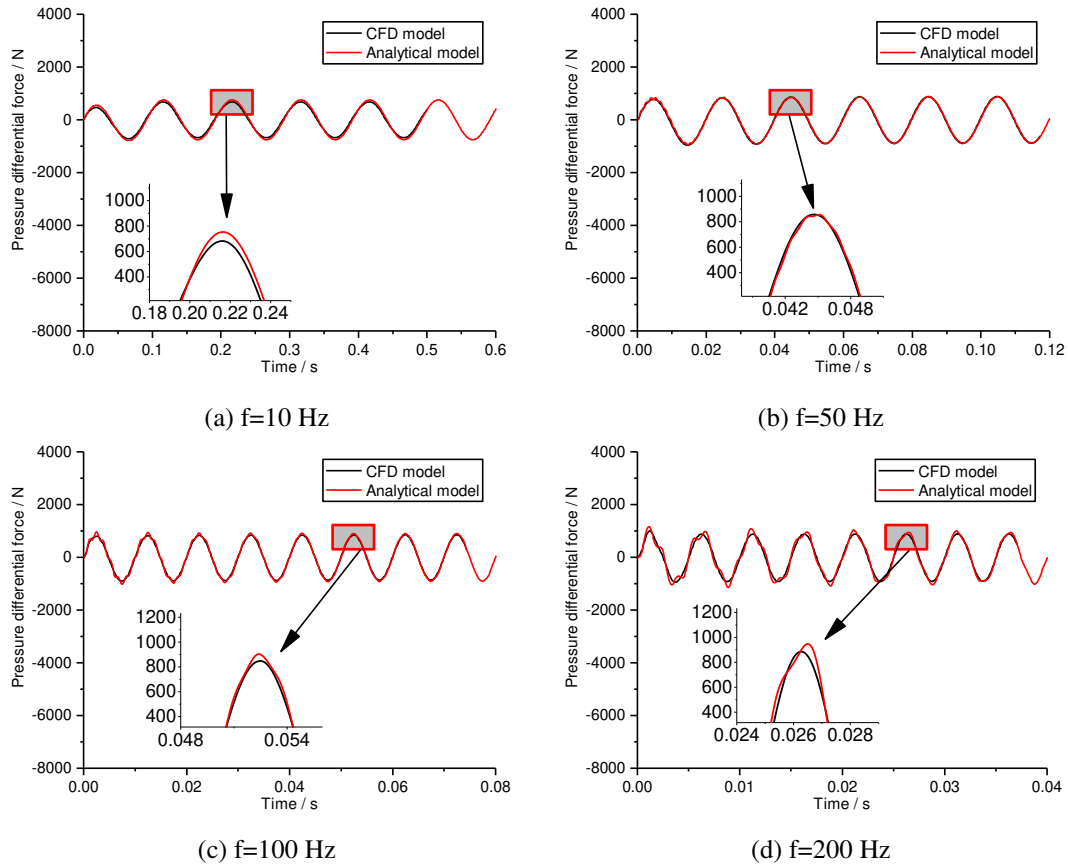 4000
2000
0
-2000
-4000
-6000
-8000
Pressure differential force / N
CFD model
Analytical model
1000
800
600
400
0.18 0.20 0.22 0.24
0.0 0.1 0.2 0.3 0.4 0.5 0.6
Time / s
(a) f=10 Hz
4000
2000
0
-2000
-4000
-6000
-8000
Pressure differential force / N
CFD model
Analytical model
1000
800
600
400
0.042 0.048
0.00 0.02 0.04 0.06 0.08 0.10 0.12
Time / s
(b) f=50 Hz
4000
2000
0
-2000
-4000
-6000
-8000
Pressure differential force / N
CFD model
Analytical model
1200
1000
800
600
400
0.048 0.054
0.00 0.02 0.04 0.06 0.08
Time / s
(c) f=100 Hz
4000
2000
0
-2000
-4000
-6000
-8000
Pressure differential force / N
CFD model
Analytical model
1200
1000
800
600
400
0.024 0.026 0.028
0.00 0.01 0.02 0.03 0.04
Time / s
(d) f=200 Hz